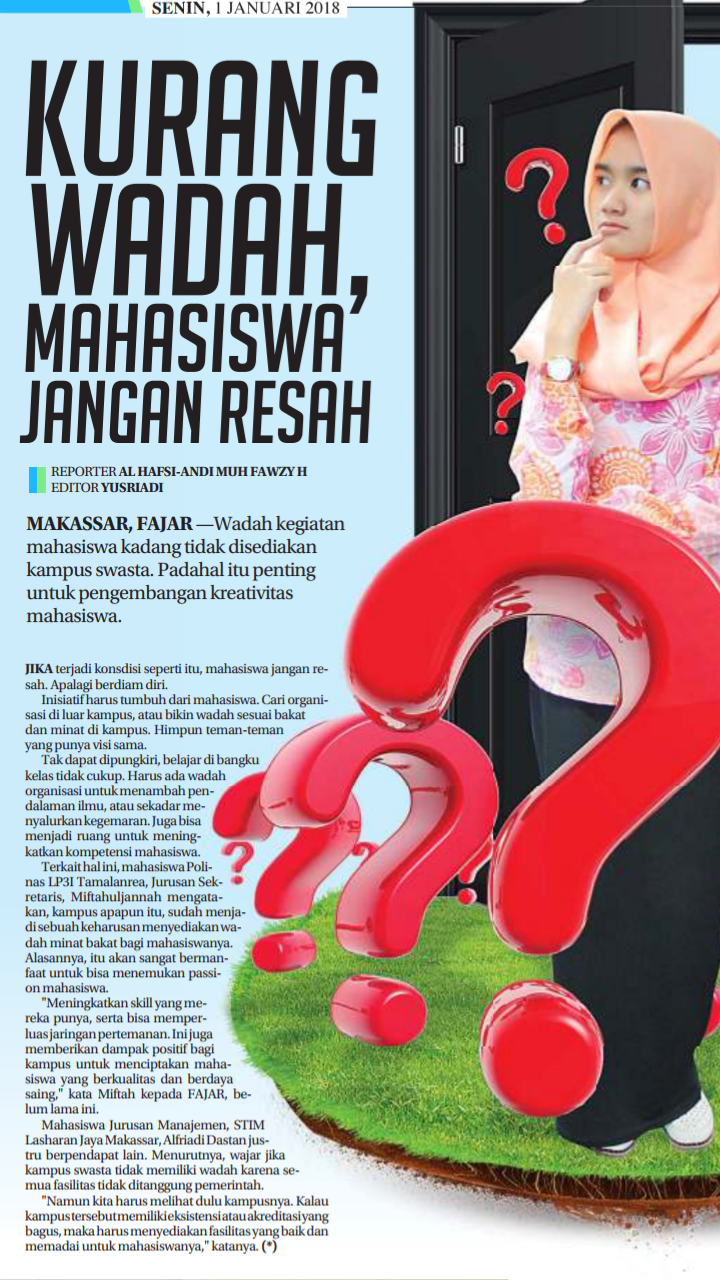 SENIN, 1 JANUARI 2018
KURANG
WADAH,
MAHASISWA
JANGAN RESAH
REPORTER AL HAFSI-ANDI MUH FAWZY H
EDITOR YUSRIADI
MAKASSAR, FAJAR —Wadah kegiatan
mahasiswa kadang tidak disediakan
kampus swasta. Padahal itu penting
untuk pengembangan kreativitas
mahasiswa.
JIKA terjadi konsdisi seperti itu, mahasiswa jangan re-
sah. Apalagi berdiam diri.
Inisiatif harus tumbuh dari mahasiswa. Cari organi-
sasi di luar kampus, atau bikin wadah sesuai bakat
dan minat di kampus. Himpun teman-teman
yang punya visi sama.
Tak dapat dipungkiri, belajar di bangku
kelas tidak cukup. Harus ada wadah
organisasi untuk menambah pen-
dalaman ilmu, atau sekadar me-
nyalurkan kegemaran. Juga bisa
menjadi ruang untuk mening-
katkan kompetensi mahasiswa.
Terkait hal ini, mahasiswa Poli-
nas LP3I Tamalanrea, Jurusan Sek-
retaris, Miftahuljannah mengata-
kan, kampus apapun itu, sudah menja-
di sebuah keharusan menyediakan wa-
dah minat bakat bagi mahasiswanya.
Alasannya, itu akan sangat berman-
faat untuk bisa menemukan passi-
on mahasiswa.
"Meningkatkan skill yang me-
reka punya, serta bisa memper-
luas jaringan pertemanan. Ini juga
memberikan dampak positif bagi
kampus untuk menciptakan maha-
siswa yang berkualitas dan berdaya
saing," kata Miftah kepada FAJAR, be-
lum lama ini.
Mahasiswa Jurusan Manajemen, STIM
Lasharan Jaya Makassar, Alfriadi Dastan jus-
tru berpendapat lain. Menurutnya, wajar jika
kampus swasta tidak memiliki wadah karena se-
mua fasilitas tidak ditanggung pemerintah.
"Namun kita harus melihat dulu kampusnya. Kalau
kampus tersebut memiliki eksistensi atau akreditasi yang
bagus, maka harus menyediakan fasilitas yang baik dan
memadai untuk mahasiswanya," katanya. (*)